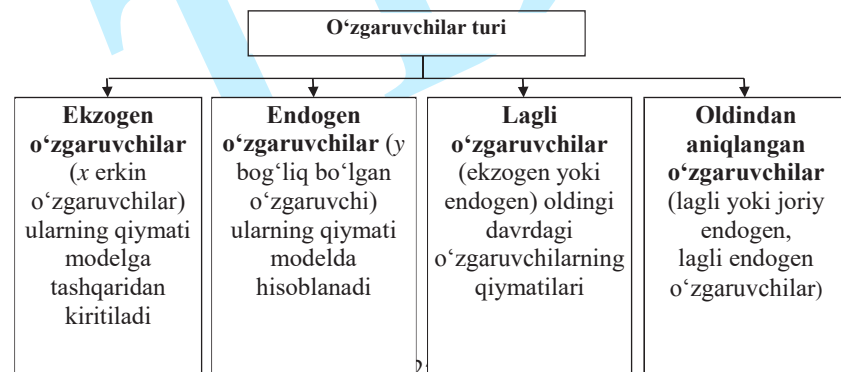 O‘zgaruvchilar turi
Ekzogen
o‘zgaruvchilar
(x erkin
o‘zgaruvchilar)
ularning qiymati
modelga
tashqaridan
kiritiladi
Endogen
o‘zgaruvchilar (y
bog‘liq bo‘lgan
o‘zgaruvchi)
ularning qiymati
modelda
hisoblanadi
Lagli
o‘zgaruvchilar
(ekzogen yoki
endogen) oldingi
davrdagi
o‘zgaruvchilarning
qiymatilari
Oldindan
aniqlangan
o‘zgaruvchilar
(lagli yoki joriy
endogen,
lagli endogen
o‘zgaruvchilar)